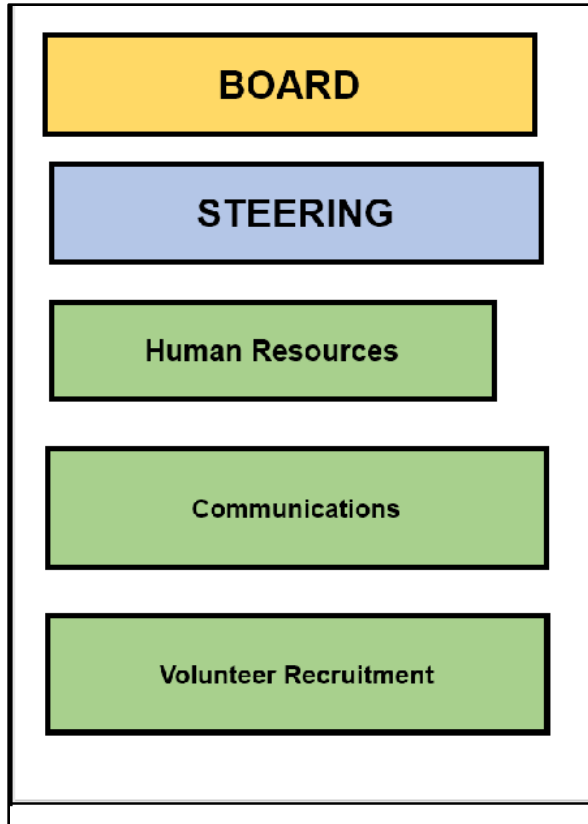 BOARD
STEERING
Human Resources
Communications
Volunteer Recruitment